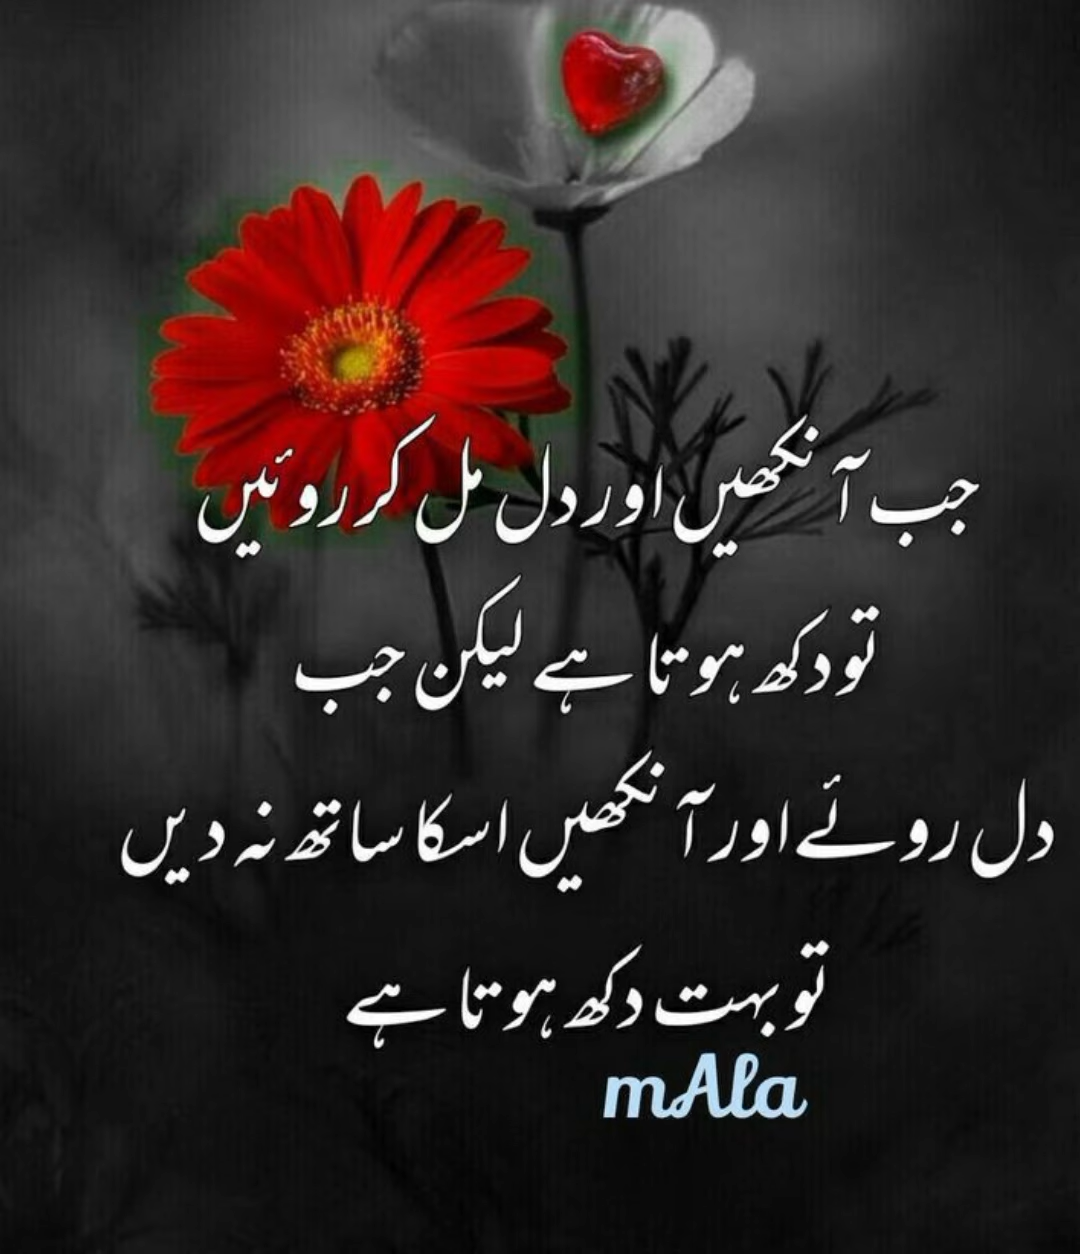 جب آنکھیں اور دل مل کر روئیں
تو دکھ ہوتا ہے لیکن جب
دل روئے اور آنکھیں اسکا ساتھ نہ دیں
تو بہت دکھ ہوتا ہے
mAla